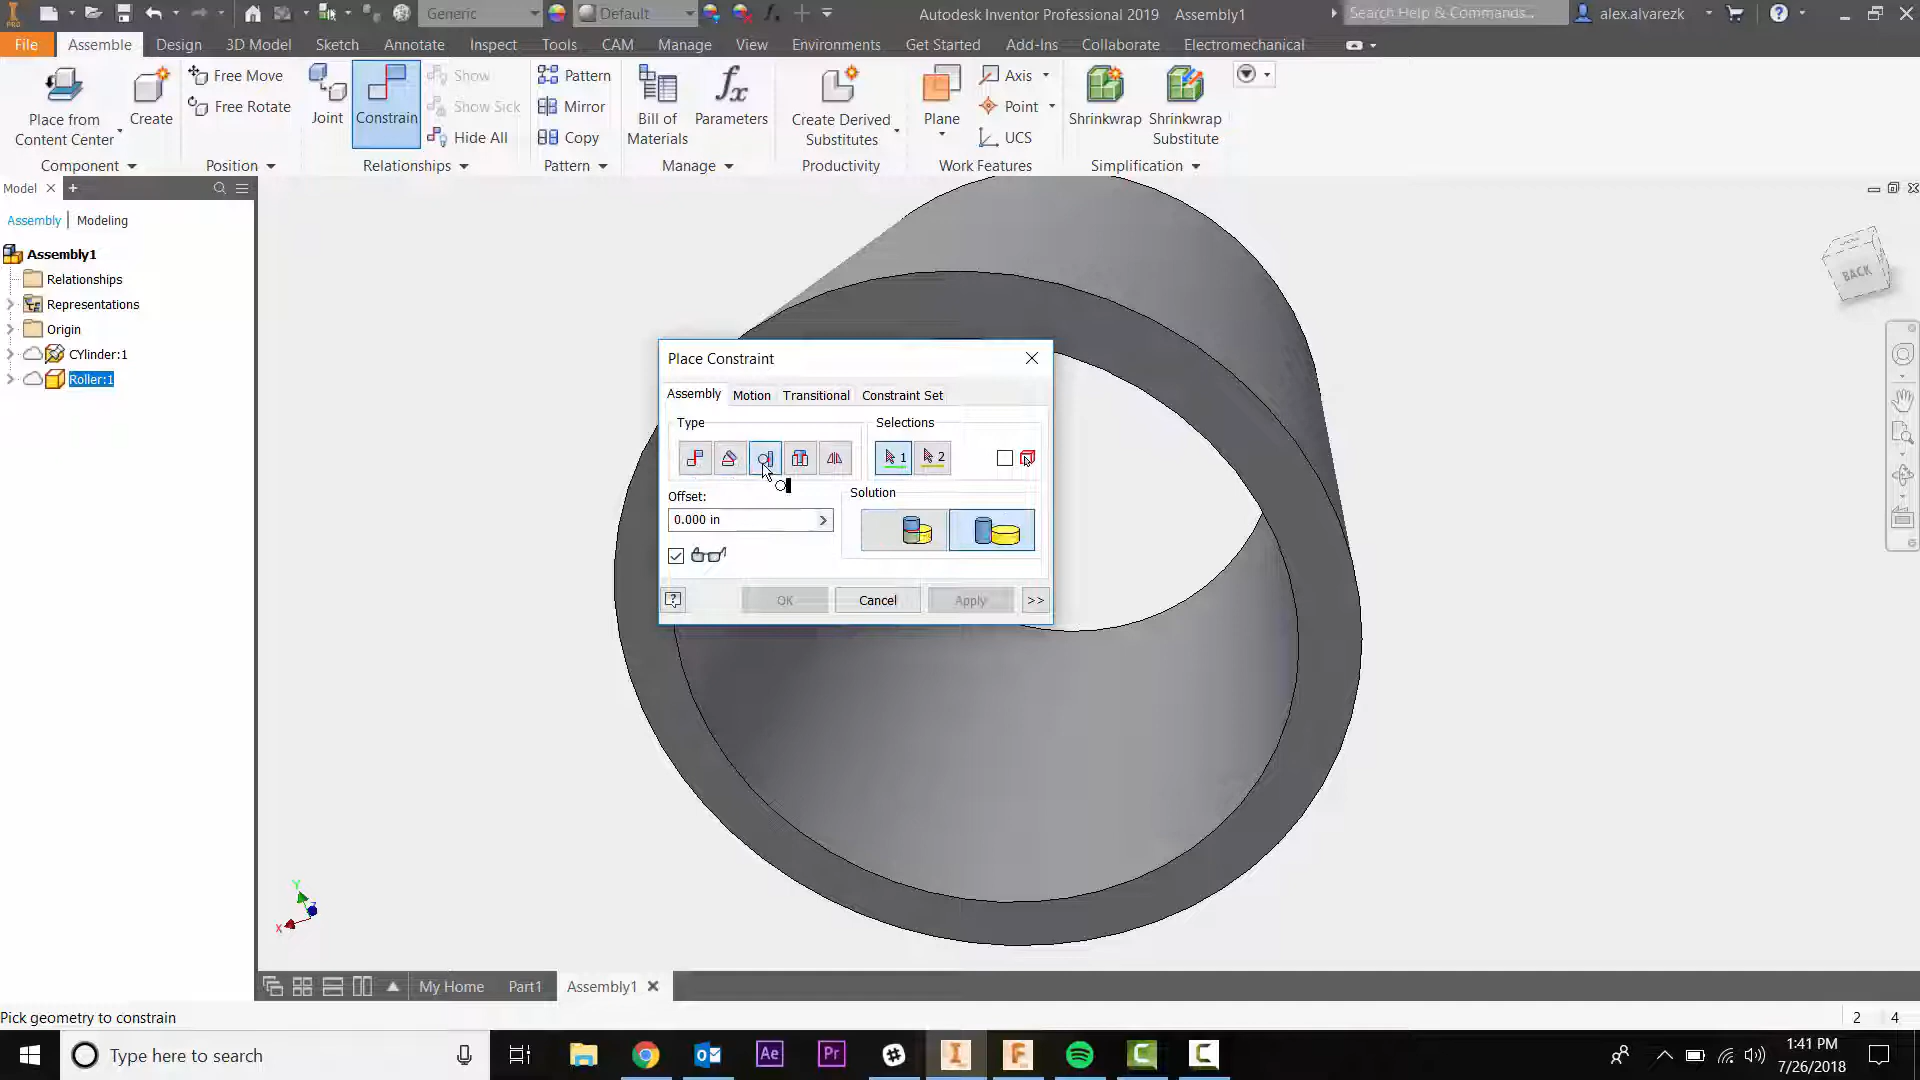 PRO
Generic
Default
Autodesk Inventor Professional 2019 Assembly1
Search Help & Commands...
alex.alvarezk
File Assemble Design 3D Model Sketch Annotate Inspect Tools CAM Manage View Environments Get Started Add-Ins Collaborate Electromechanical
Place from
Content Center
Create
Free Move
Free Rotate
Joint
Constrain
Show
Show Sick
Hide All
Pattern
Mirror
Copy
Bill of
Materials
fx
Parameters
Create Derived
Substitutes
Plane
Axis
Point
UCS
Shrinkwrap
Shrinkwrap
Substitute
Component Position Relationships Pattern Manage Productivity Work Features Simplification
Model
Assembly Modeling
Assembly1
Relationships
Representations
Origin
CYlinder:1
Roller:1
BACK
Place Constraint
Assembly Motion Transitional Constraint Set
Type
Selections
1
2
Offset:
0.000 in
Solution
?
OK
Cancel
Apply
>>
Y
X
My Home Part1 Assembly1
Pick geometry to constrain
2 4
Type here to search
Ae
Pr
1:41 PM
7/26/2018